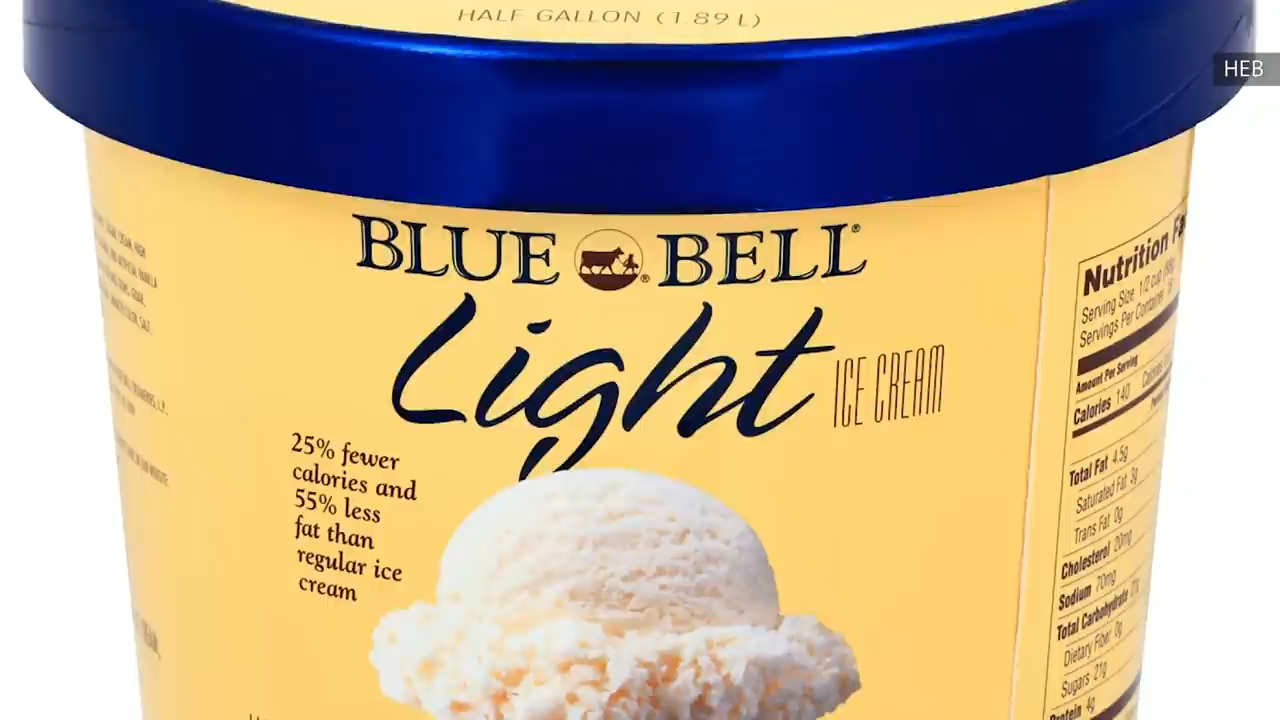 HALF GALLON (1.89 L)
HEB
BLUE BELL®
Light ICE CREAM
25% fewer
calories and
55% less
fat than
regular ice
cream
Nutrition Fa
Serving Size 1/2 cup
Servings Per Container
Amount Per Serving
Calories 140
Total Fat 4.5g
Saturated Fat 3g
Trans Fat 0g
Cholesterol 20mg
Sodium 70mg
Total Carbohydrate
Dietary Fiber 0g
Sugars 21g
Protein 4g